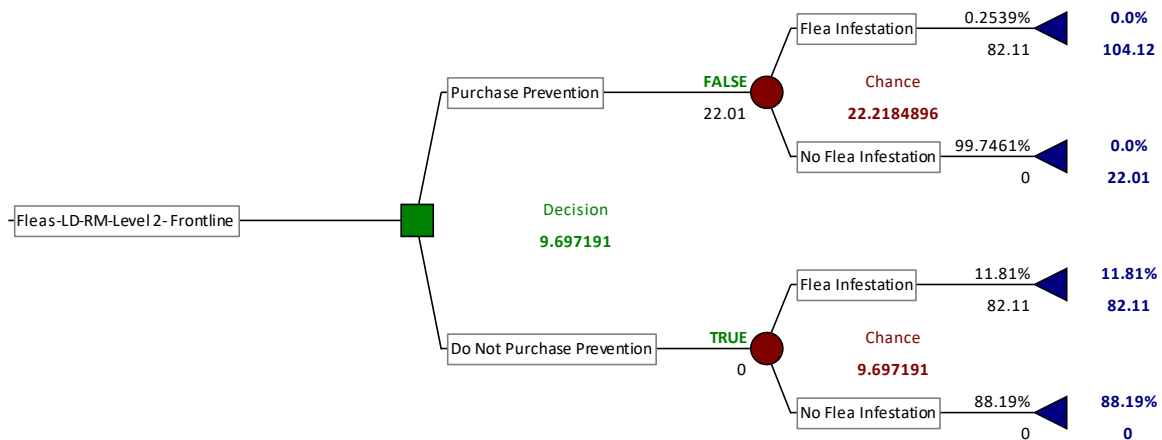 Flea Infestation
0.2539%
0.0%
82.11
104.12
Purchase Prevention
FALSE
Chance
22.01
22.2184896
No Flea Infestation
99.7461%
0.0%
0
22.01
Fleas-LD-RM-Level 2- Frontline
Decision
9.697191
Flea Infestation
11.81%
11.81%
82.11
82.11
Do Not Purchase Prevention
TRUE
Chance
0
9.697191
No Flea Infestation
88.19%
88.19%
0
0